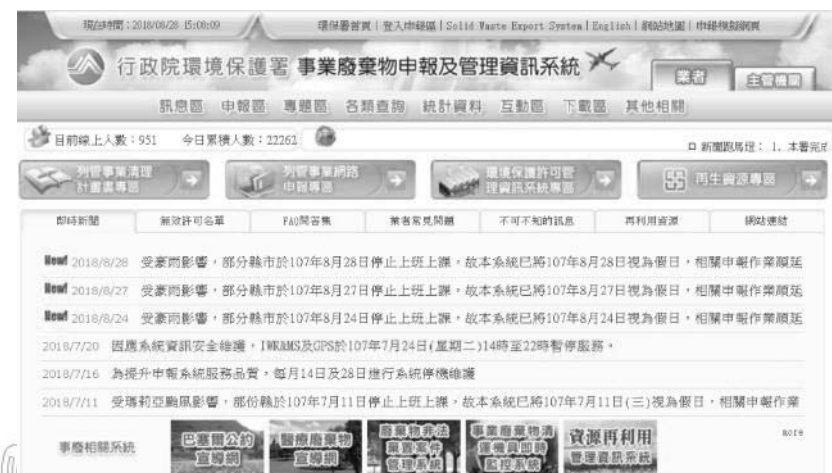 現在時間:2018/08/28 15:08:09 環保署首頁 | 登入申報區 | Solid Waste Export System | English | 網站地圖 | 申報模擬網頁
行政院環境保護署 事業廢棄物申報及管理資訊系統 業者 主管機關
訊息區 申報區 專題區 各類查詢 統計資料 互動區 下載區 其他相關
目前線上人數:951 今日累積人數:22262
新聞跑馬燈: 1、本署完成
列管事業清理計畫書專區 列管事業網路申報專區 環境保護許可管理資訊系統專區 再生資源專區
即時新聞 無效許可名單 FAQ問答集 業者常見問題 不可不知的訊息 再利用資源 網站連結
New! 2018/8/28 受豪雨影響,部分縣市於107年8月28日停止上班上課,故本系統已將107年8月28日視為假日,相關申報作業順延
New! 2018/8/27 受豪雨影響,部分縣市於107年8月27日停止上班上課,故本系統已將107年8月27日視為假日,相關申報作業順延
New! 2018/8/24 受豪雨影響,部分縣市於107年8月24日停止上班上課,故本系統已將107年8月24日視為假日,相關申報作業順延
2018/7/20 因應系統資訊安全維護,IWR&MS及GPS於107年7月24日(星期二)14時至22時暫停服務。
2018/7/16 為提升申報系統服務品質,每月14日及28日進行系統停機維護
2018/7/11 受瑪莉亞颱風影響,部份縣於107年7月11日停止上班上課,故本系統已將107年7月11日(三)視為假日,相關申報作業
more
事廢相關系統 巴塞爾公約宣導網 醫療廢棄物宣導網 廢棄物非法棄置案件管理系統 事業廢棄物清運機具即時監控系統 資源再利用管理資訊系統